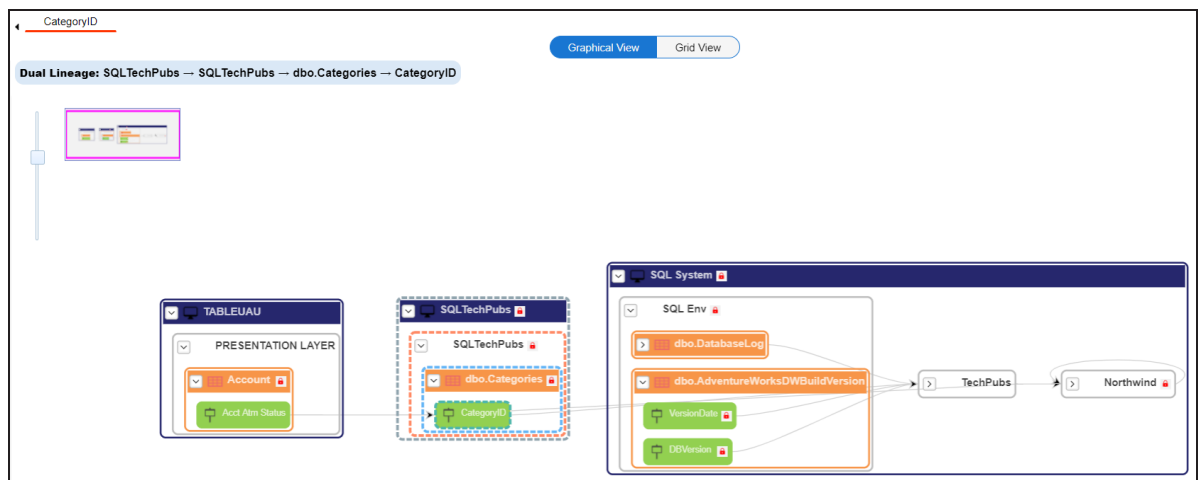 CategoryID
Graphical View Grid View
Dual Lineage: SQLTechPubs → SQLTechPubs → dbo.Categories → CategoryID
SQL System
TABLEUAU
SQLTechPubs
SQL Env
PRESENTATION LAYER
SQLTechPubs
dbo.DatabaseLog
Account
dbo.Categories
dbo.AdventureWorksDWBuildVersion
TechPubs
Northwind
Acct Atm Status
CategoryID
VersionDate
DBVersion